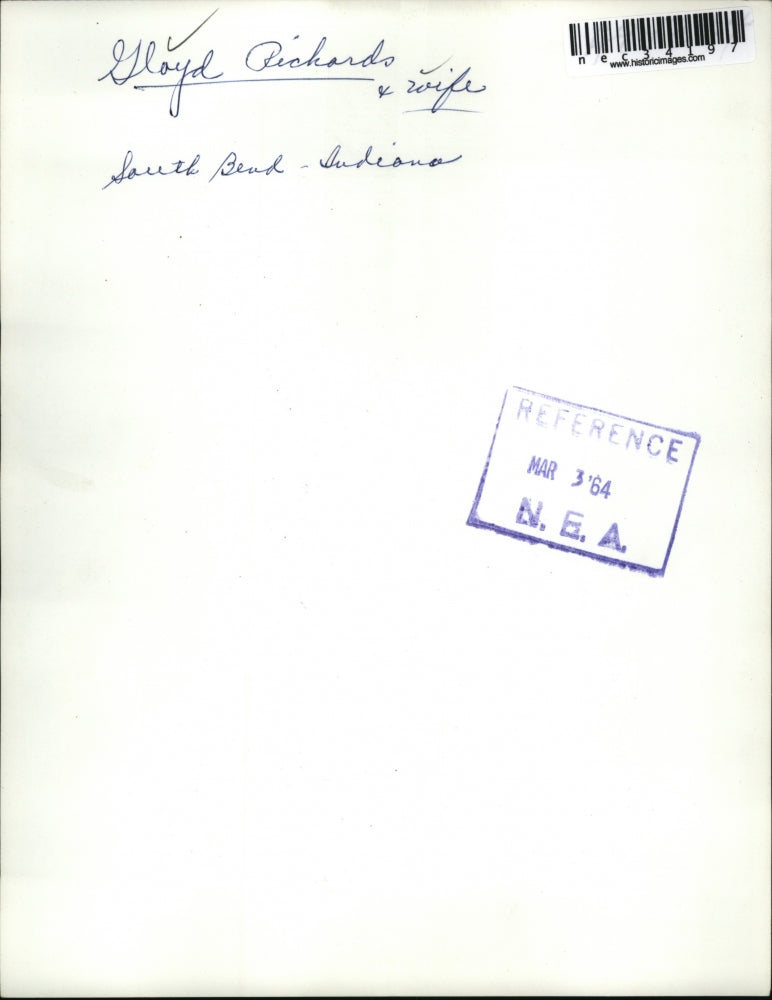 Gloyd Richards
& wife
South Bend - Indiana
nec34197
www.historicimages.com
REFERENCE
MAR 3 '64
N. E. A.